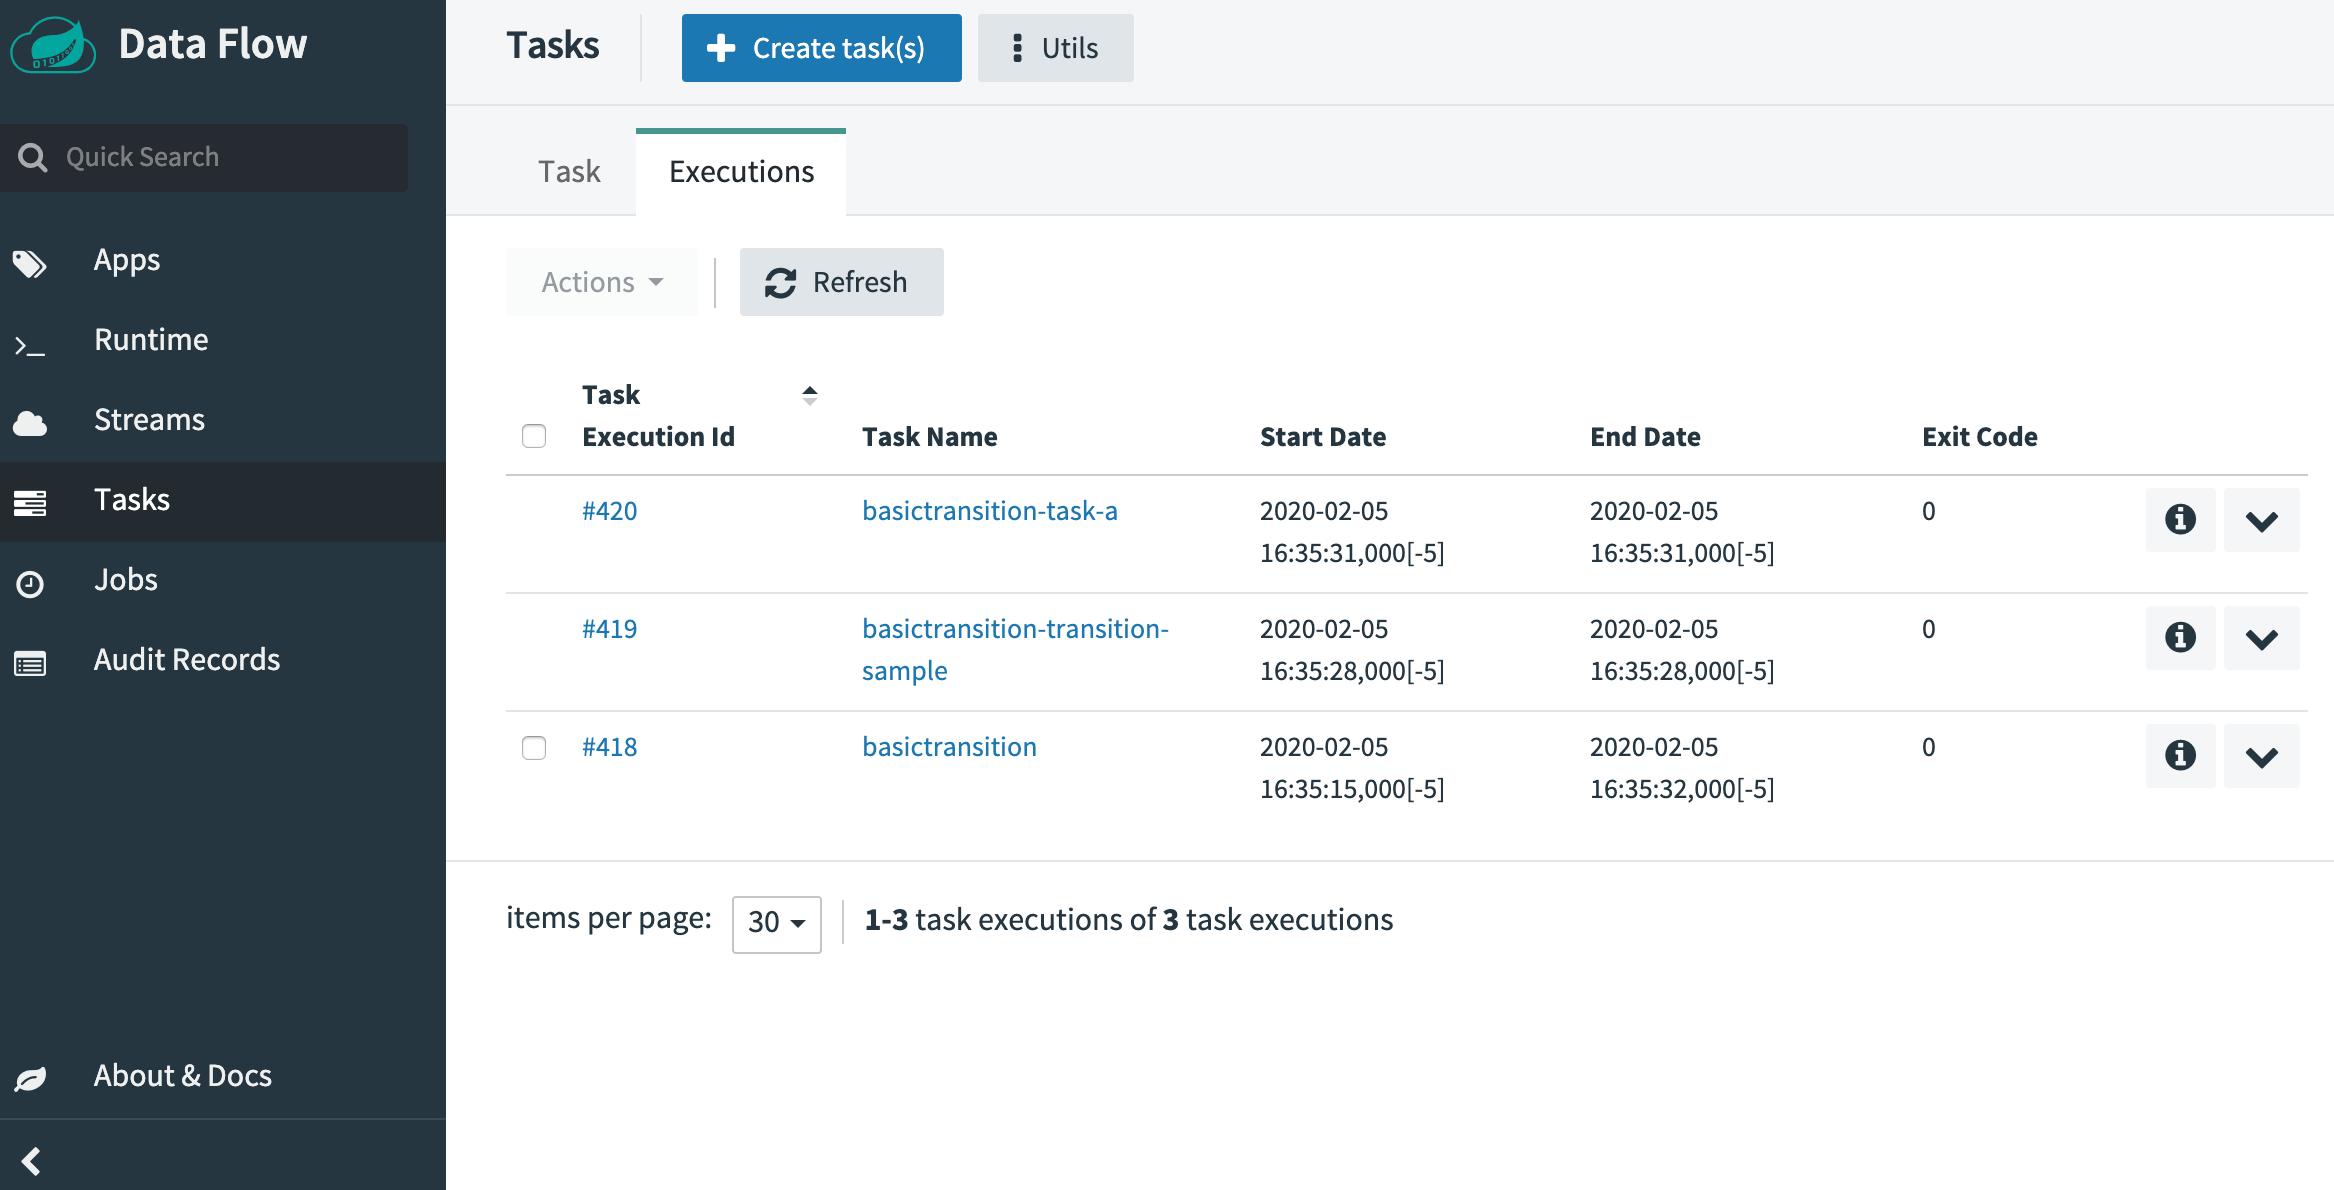 Data Flow
Quick Search
Apps
Runtime
Streams
Tasks
Jobs
Audit Records
About & Docs
Tasks
Create task(s)
Utils
Task
Executions
Actions
Refresh
Task
Execution Id
Task Name
Start Date
End Date
Exit Code
#420
basictransition-task-a
2020-02-05
16:35:31,000[-5]
2020-02-05
16:35:31,000[-5]
0
#419
basictransition-transition-
sample
2020-02-05
16:35:28,000[-5]
2020-02-05
16:35:28,000[-5]
0
#418
basictransition
2020-02-05
16:35:15,000[-5]
2020-02-05
16:35:32,000[-5]
0
items per page:
30
1-3 task executions of 3 task executions